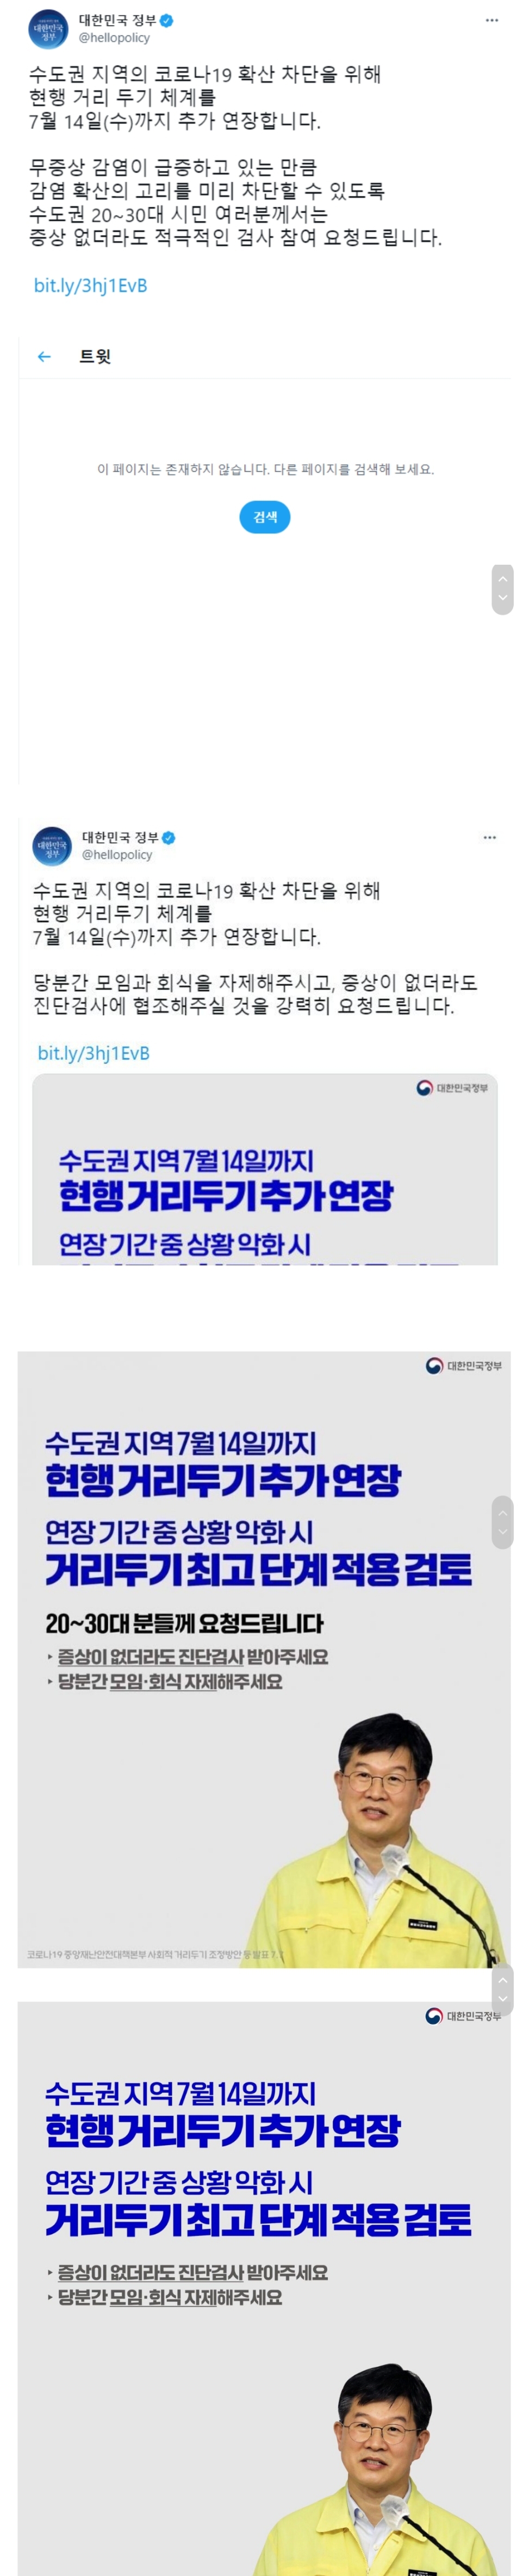 대한민국 정부
@hellopolicy
수도권 지역의 코로나19 확산 차단을 위해
현행 거리 두기 체계를
7월 14일(수)까지 추가 연장합니다.
무증상 감염이 급증하고 있는 만큼
감염 확산의 고리를 미리 차단할 수 있도록
수도권 20~30대 시민 여러분께서는
증상 없더라도 적극적인 검사 참여 요청드립니다.
bit.ly/3hj1EvB
트윗
이 페이지는 존재하지 않습니다. 다른 페이지를 검색해 보세요.
검색
대한민국 정부
@hellopolicy
수도권 지역의 코로나19 확산 차단을 위해
현행 거리두기 체계를
7월 14일(수)까지 추가 연장합니다.
당분간 모임과 회식을 자제해주시고, 증상이 없더라도
진단검사에 협조해주실 것을 강력히 요청드립니다.
bit.ly/3hj1EvB
대한민국정부
수도권 지역 7월 14일까지
현행 거리두기 추가 연장
연장 기간 중 상황 악화 시
대한민국정부
수도권 지역 7월 14일까지
현행 거리두기 추가 연장
연장 기간 중 상황 악화 시
거리두기 최고 단계 적용 검토
20~30대 분들께 요청드립니다
‣ 증상이 없더라도 진단검사 받아주세요
‣ 당분간 모임·회식 자제해주세요
코로나19 중앙재난안전대책본부 사회적 거리두기 조정방안 등 발표 7.7
대한민국정부
수도권 지역 7월 14일까지
현행 거리두기 추가 연장
연장 기간 중 상황 악화 시
거리두기 최고 단계 적용 검토
‣ 증상이 없더라도 진단검사 받아주세요
‣ 당분간 모임·회식 자제해주세요